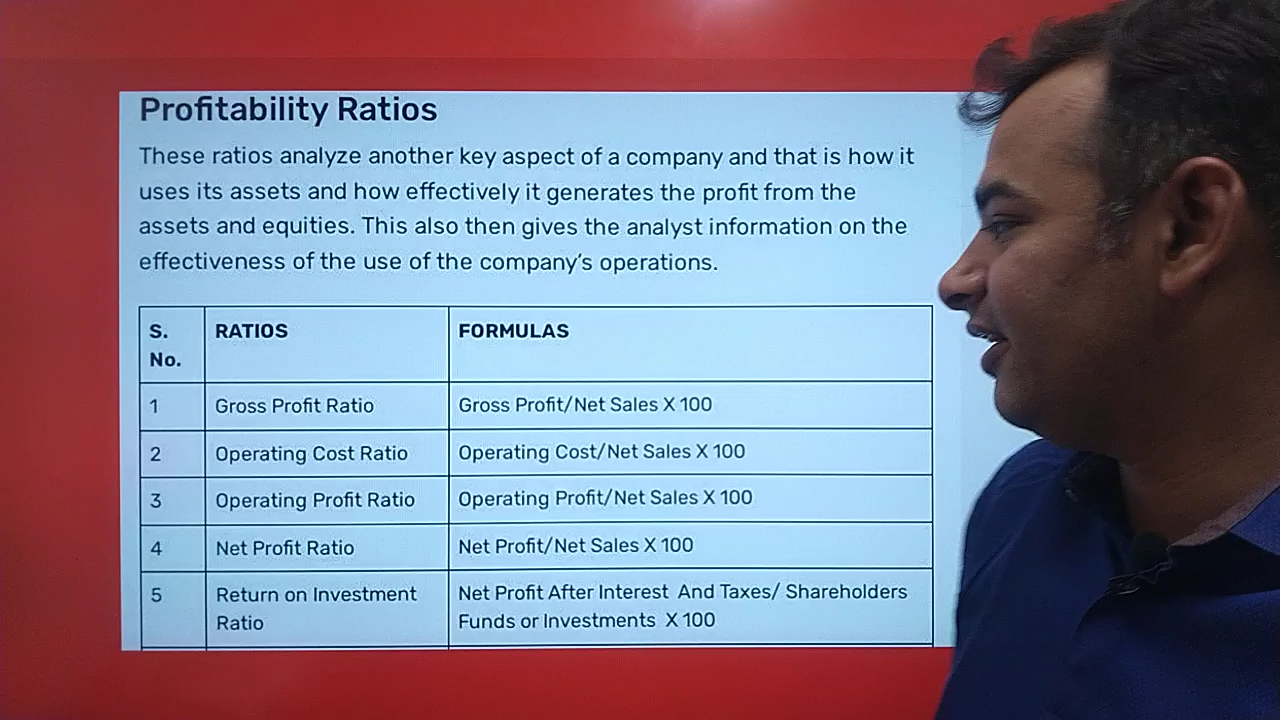 Profitability Ratios
These ratios analyze another key aspect of a company and that is how it
uses its assets and how effectively it generates the profit from the
assets and equities. This also then gives the analyst information on the
effectiveness of the use of the company's operations.
S. No. RATIOS FORMULAS
1 Gross Profit Ratio Gross Profit/Net Sales X 100
2 Operating Cost Ratio Operating Cost/Net Sales X 100
3 Operating Profit Ratio Operating Profit/Net Sales X 100
4 Net Profit Ratio Net Profit/Net Sales X 100
5 Return on Investment Net Profit After Interest And Taxes/ Shareholders
Ratio Funds or Investments X 100